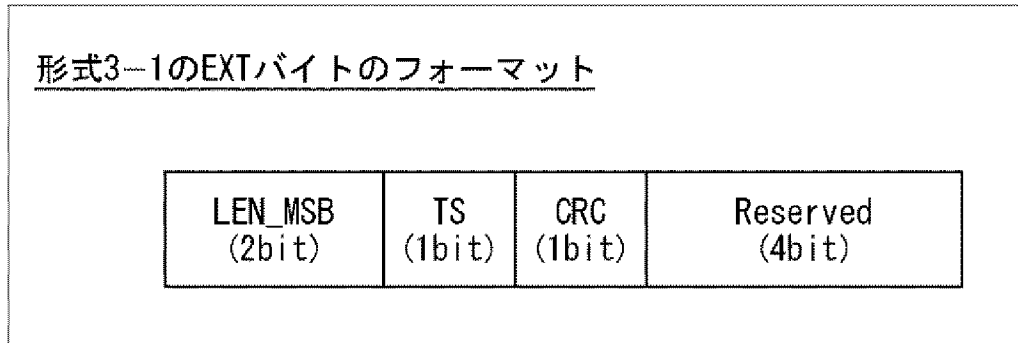 形式3-1のEXTバイトのフォーマット
LEN_MSB TS CRC Reserved
(2bit) (1bit) (1bit) (4bit)